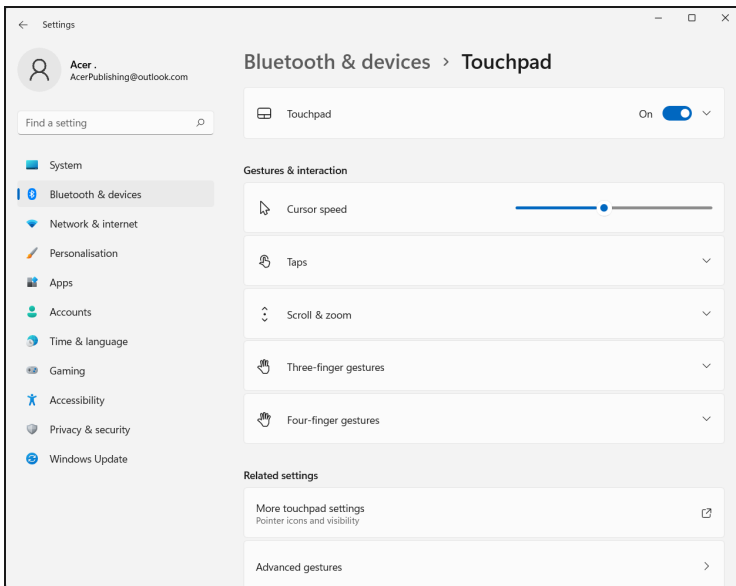 Settings
Acer .
AcerPublishing@outlook.com
Find a setting
System
Bluetooth & devices
Network & internet
Personalisation
Apps
Accounts
Time & language
Gaming
Accessibility
Privacy & security
Windows Update
Bluetooth & devices > Touchpad
Touchpad
On
Gestures & interaction
Cursor speed
Taps
Scroll & zoom
Three-finger gestures
Four-finger gestures
Related settings
More touchpad settings
Pointer icons and visibility
Advanced gestures